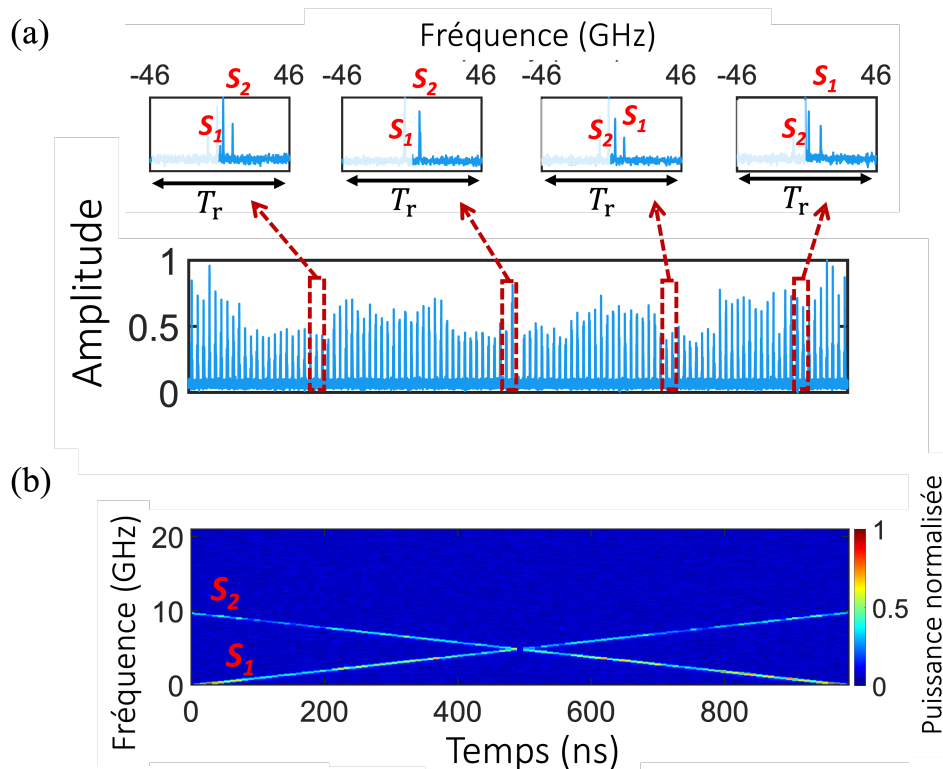 (a)
Fréquence (GHz)
-46 46 -46 46 -46 46 -46 46
S2 S2 S1 S1
S1 S1 S2 S2
Tr Tr Tr Tr
Amplitude
1
0.5
0
(b)
Fréquence (GHz)
20
10
0
S2
S1
0 200 400 600 800
Temps (ns)
1
0.5
0
Puissance normalisée